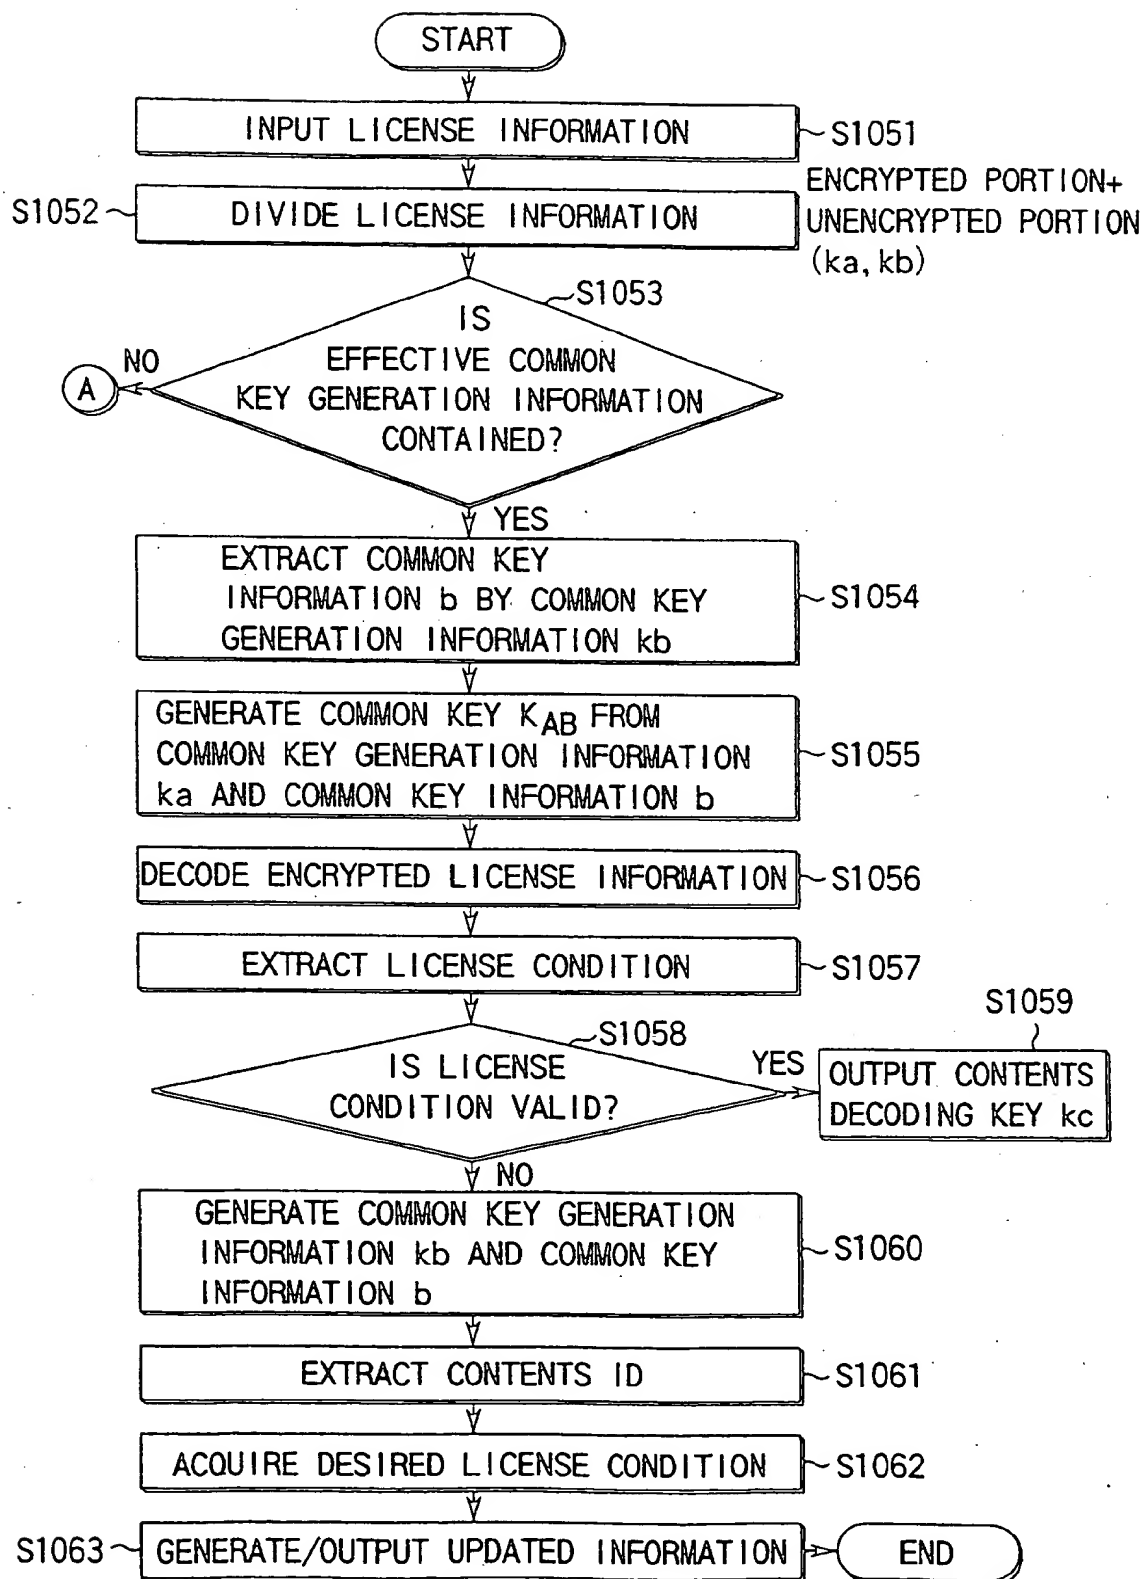 START
INPUT LICENSE INFORMATION
S1051
S1052
DIVIDE LICENSE INFORMATION
ENCRYPTED PORTION+
UNENCRYPTED PORTION
(ka, kb)
S1053
IS
EFFECTIVE COMMON
KEY GENERATION INFORMATION
CONTAINED?
NO
A
YES
EXTRACT COMMON KEY
INFORMATION b BY COMMON KEY
GENERATION INFORMATION kb
S1054
GENERATE COMMON KEY KAB FROM
COMMON KEY GENERATION INFORMATION
ka AND COMMON KEY INFORMATION b
S1055
DECODE ENCRYPTED LICENSE INFORMATION
S1056
EXTRACT LICENSE CONDITION
S1057
S1058
IS LICENSE
CONDITION VALID?
YES
S1059
OUTPUT CONTENTS
DECODING KEY kc
NO
GENERATE COMMON KEY GENERATION
INFORMATION kb AND COMMON KEY
INFORMATION b
S1060
EXTRACT CONTENTS ID
S1061
ACQUIRE DESIRED LICENSE CONDITION
S1062
S1063
GENERATE/OUTPUT UPDATED INFORMATION
END